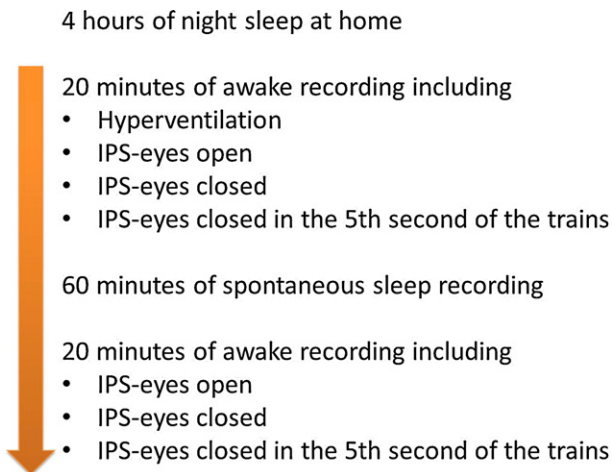 4 hours of night sleep at home
20 minutes of awake recording including
• Hyperventilation
• IPS-eyes open
• IPS-eyes closed
• IPS-eyes closed in the 5th second of the trains
60 minutes of spontaneous sleep recording
20 minutes of awake recording including
• IPS-eyes open
• IPS-eyes closed
• IPS-eyes closed in the 5th second of the trains